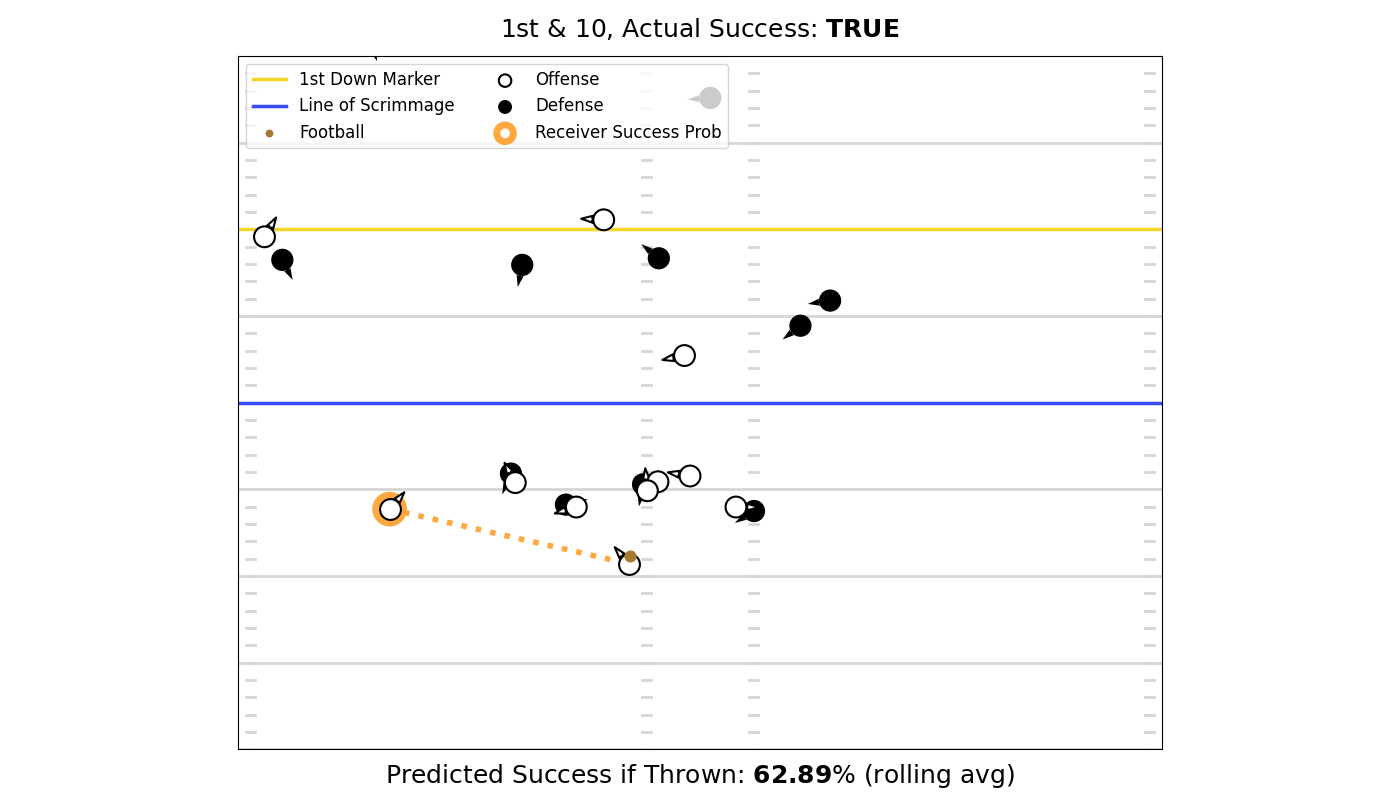 1st & 10, Actual Success: TRUE
1st Down Marker
Line of Scrimmage
Football
Offense
Defense
Receiver Success Prob
Predicted Success if Thrown: 62.89% (rolling avg)